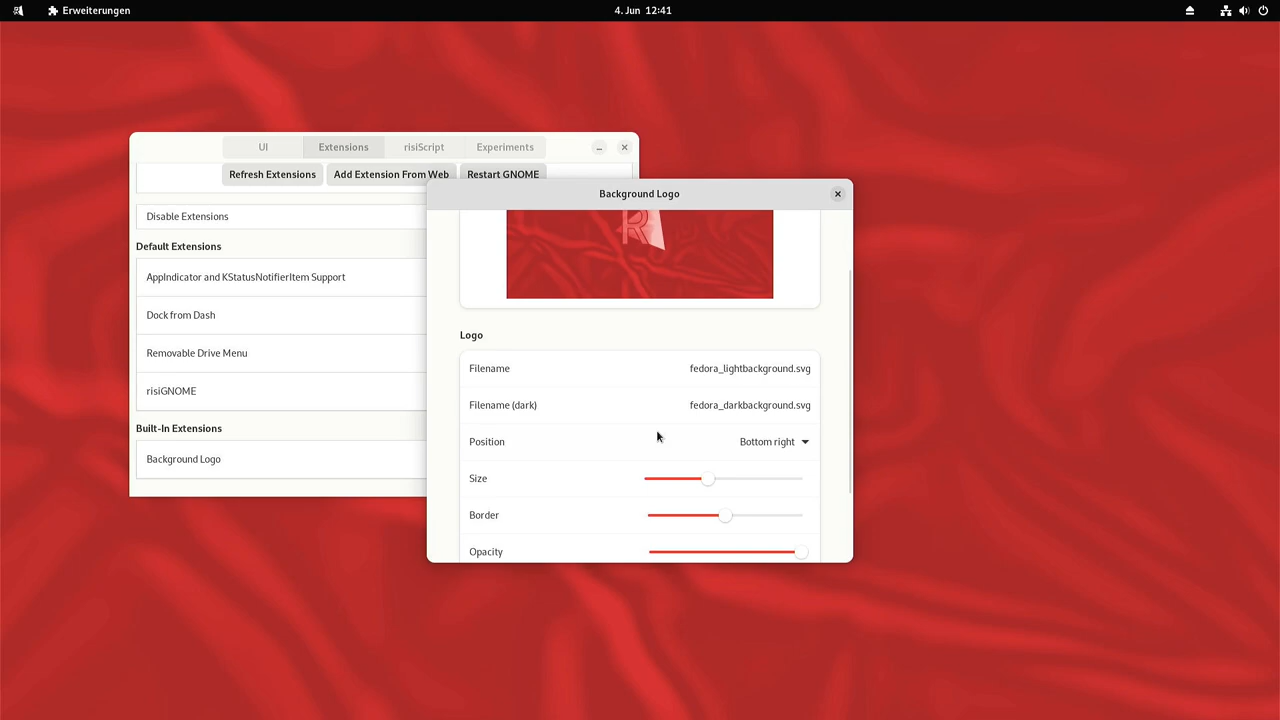 Erweiterungen
4. Jun 12:41
UI Extensions risiScript Experiments
Refresh Extensions Add Extension From Web Restart GNOME
Disable Extensions
Default Extensions
AppIndicator and KStatusNotifierItem Support
Dock from Dash
Removable Drive Menu
risiGNOME
Built-In Extensions
Background Logo
Background Logo
R
Logo
Filename fedora_lightbackground.svg
Filename (dark) fedora_darkbackground.svg
Position Bottom right
Size
Border
Opacity